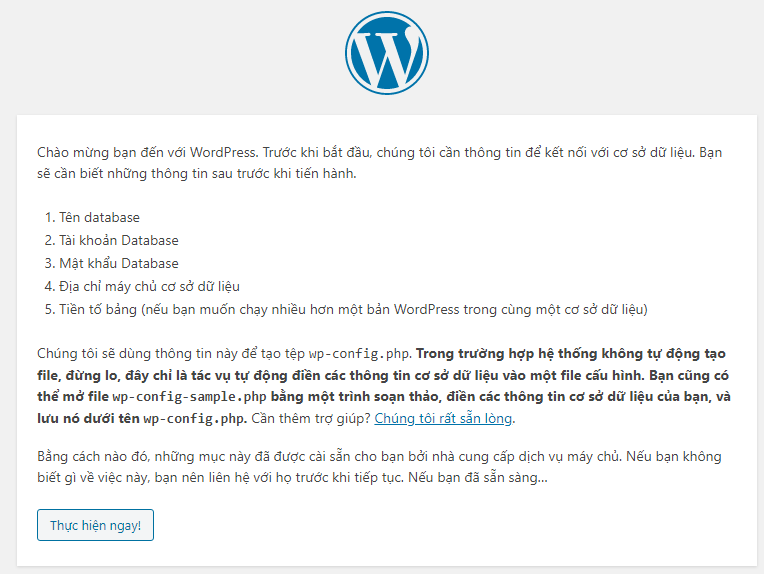 Chào mừng bạn đến với WordPress. Trước khi bắt đầu, chúng tôi cần thông tin để kết nối với cơ sở dữ liệu. Bạn
sẽ cần biết những thông tin sau trước khi tiến hành.
1. Tên database
2. Tài khoản Database
3. Mật khẩu Database
4. Địa chỉ máy chủ cơ sở dữ liệu
5. Tiền tố bảng (nếu bạn muốn chạy nhiều hơn một bản WordPress trong cùng một cơ sở dữ liệu)
Chúng tôi sẽ dùng thông tin này để tạo tệp wp-config.php. Trong trường hợp hệ thống không tự động tạo
file, đừng lo, đây chỉ là tác vụ tự động điền các thông tin cơ sở dữ liệu vào một file cấu hình. Bạn cũng có
thể mở file wp-config-sample.php bằng một trình soạn thảo, điền các thông tin cơ sở dữ liệu của bạn, và
lưu nó dưới tên wp-config.php. Cần thêm trợ giúp? Chúng tôi rất sẵn lòng.
Bằng cách nào đó, những mục này đã được cài sẵn cho bạn bởi nhà cung cấp dịch vụ máy chủ. Nếu bạn không
biết gì về việc này, bạn nên liên hệ với họ trước khi tiếp tục. Nếu bạn đã sẵn sàng...
Thực hiện ngay!